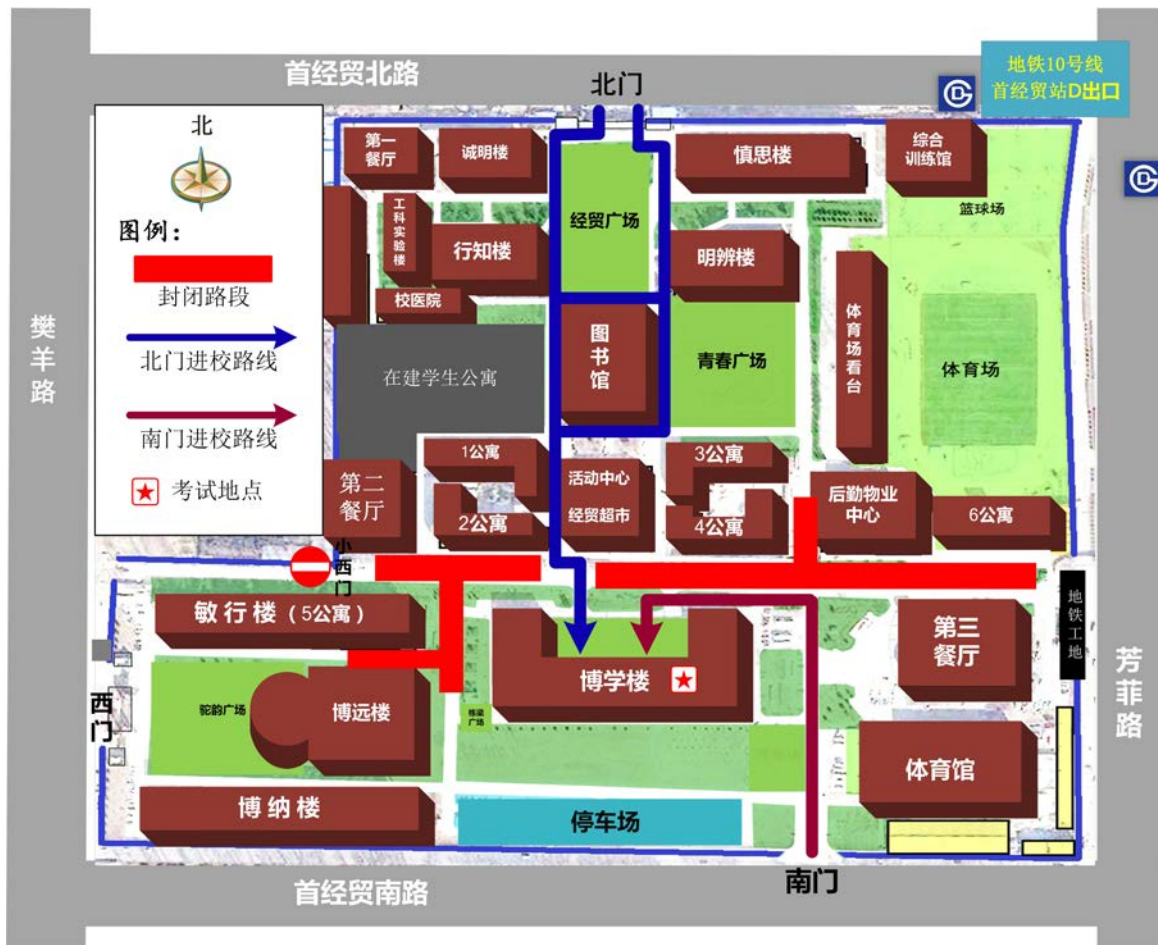 首经贸北路
地铁10号线
首经贸站D出口
北门
北
图例：
封闭路段
北门进校路线
南门进校路线
考试地点
第一
餐厅
诚明楼
慎思楼
综合
训练馆
篮球场
工科实验楼
行知楼
经贸广场
明辨楼
校医院
樊羊路
在建学生公寓
图书馆
青春广场
体育场看台
体育场
1公寓
3公寓
第二
餐厅
活动中心
经贸超市
2公寓
4公寓
后勤物业
中心
6公寓
小西门
敏行楼（5公寓）
地铁工地
第三
餐厅
博学楼
芳菲路
西门
驼韵广场
博远楼
栋梁
广场
体育馆
博纳楼
停车场
南门
首经贸南路